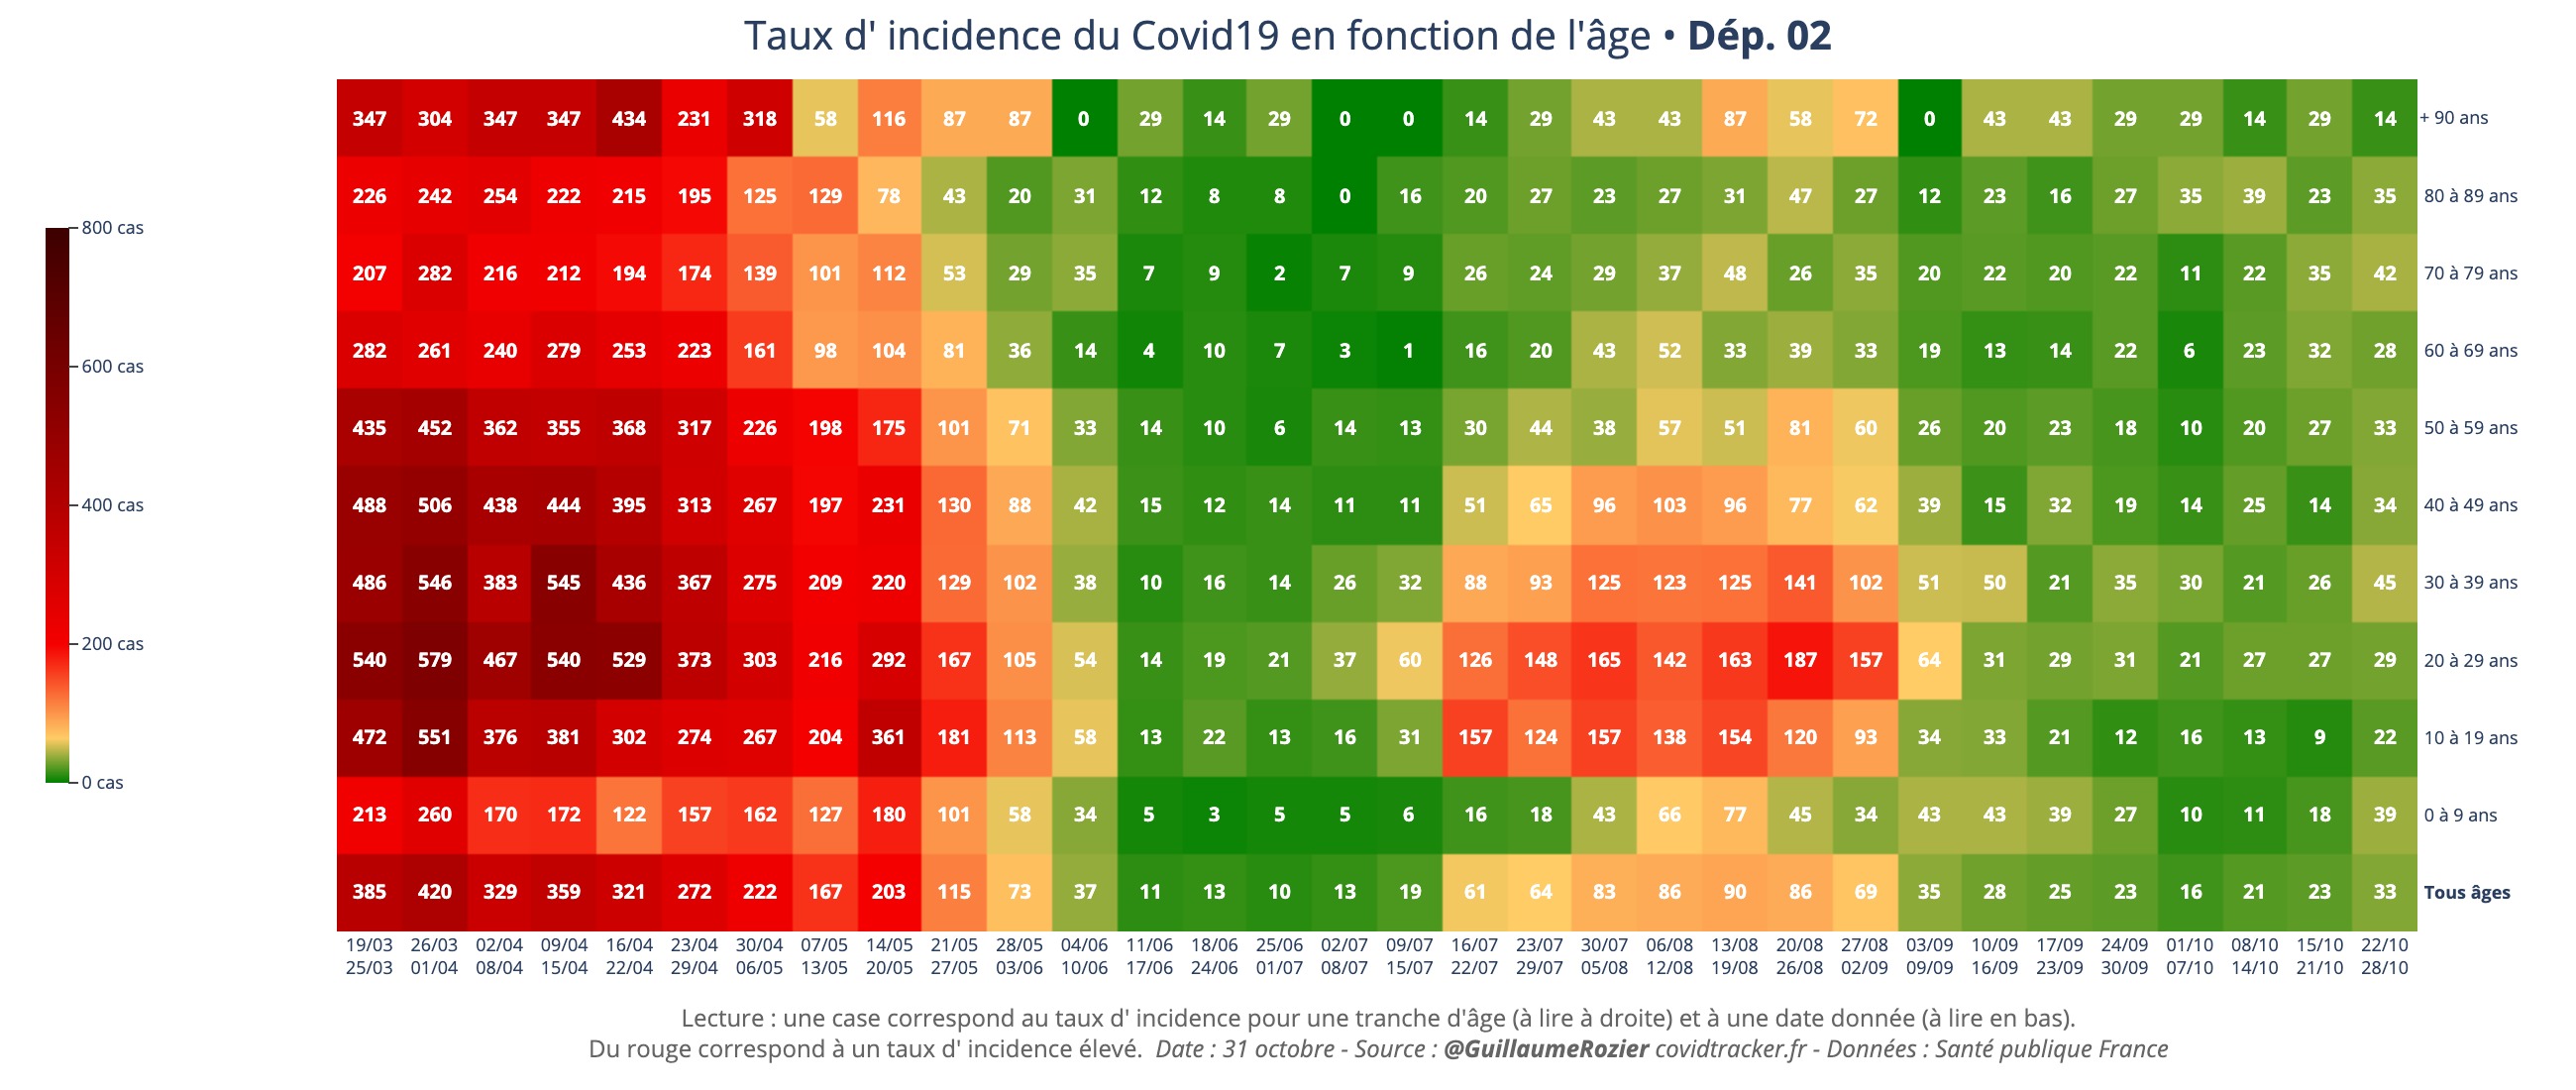 Taux d' incidence du Covid19 en fonction de l'âge • Dép. 02
800 cas
600 cas
400 cas
200 cas
0 cas
347 304 347 347 434 231 318 58 116 87 87 0 29 14 29 0 0 14 29 43 43 87 58 72 0 43 43 29 29 14 29 14 + 90 ans
226 242 254 222 215 195 125 129 78 43 20 31 12 8 8 0 16 20 27 23 27 31 47 27 12 23 16 27 35 39 23 35 80 à 89 ans
207 282 216 212 194 174 139 101 112 53 29 35 7 9 2 7 9 26 24 29 37 48 26 35 20 22 20 22 11 22 35 42 70 à 79 ans
282 261 240 279 253 223 161 98 104 81 36 14 4 10 7 3 1 16 20 43 52 33 39 33 19 13 14 22 6 23 32 28 60 à 69 ans
435 452 362 355 368 317 226 198 175 101 71 33 14 10 6 14 13 30 44 38 57 51 81 60 26 20 23 18 10 20 27 33 50 à 59 ans
488 506 438 444 395 313 267 197 231 130 88 42 15 12 14 11 11 51 65 96 103 96 77 62 39 15 32 19 14 25 14 34 40 à 49 ans
486 546 383 545 436 367 275 209 220 129 102 38 10 16 14 26 32 88 93 125 123 125 141 102 51 50 21 35 30 21 26 45 30 à 39 ans
540 579 467 540 529 373 303 216 292 167 105 54 14 19 21 37 60 126 148 165 142 163 187 157 64 31 29 31 21 27 27 29 20 à 29 ans
472 551 376 381 302 274 267 204 361 181 113 58 13 22 13 16 31 157 124 157 138 154 120 93 34 33 21 12 16 13 9 22 10 à 19 ans
213 260 170 172 122 157 162 127 180 101 58 34 5 3 5 5 6 16 18 43 66 77 45 34 43 43 39 27 10 11 18 39 0 à 9 ans
385 420 329 359 321 272 222 167 203 115 73 37 11 13 10 13 19 61 64 83 86 90 86 69 35 28 25 23 16 21 23 33 Tous âges
19/03 26/03 02/04 09/04 16/04 23/04 30/04 07/05 14/05 21/05 28/05 04/06 11/06 18/06 25/06 02/07 09/07 16/07 23/07 30/07 06/08 13/08 20/08 27/08 03/09 10/09 17/09 24/09 01/10 08/10 15/10 22/10
25/03 01/04 08/04 15/04 22/04 29/04 06/05 13/05 20/05 27/05 03/06 10/06 17/06 24/06 01/07 08/07 15/07 22/07 29/07 05/08 12/08 19/08 26/08 02/09 09/09 16/09 23/09 30/09 07/10 14/10 21/10 28/10
Lecture : une case correspond au taux d' incidence pour une tranche d'âge (à lire à droite) et à une date donnée (à lire en bas).
Du rouge correspond à un taux d' incidence élevé. Date : 31 octobre - Source : @GuillaumeRozier covidtracker.fr - Données : Santé publique France